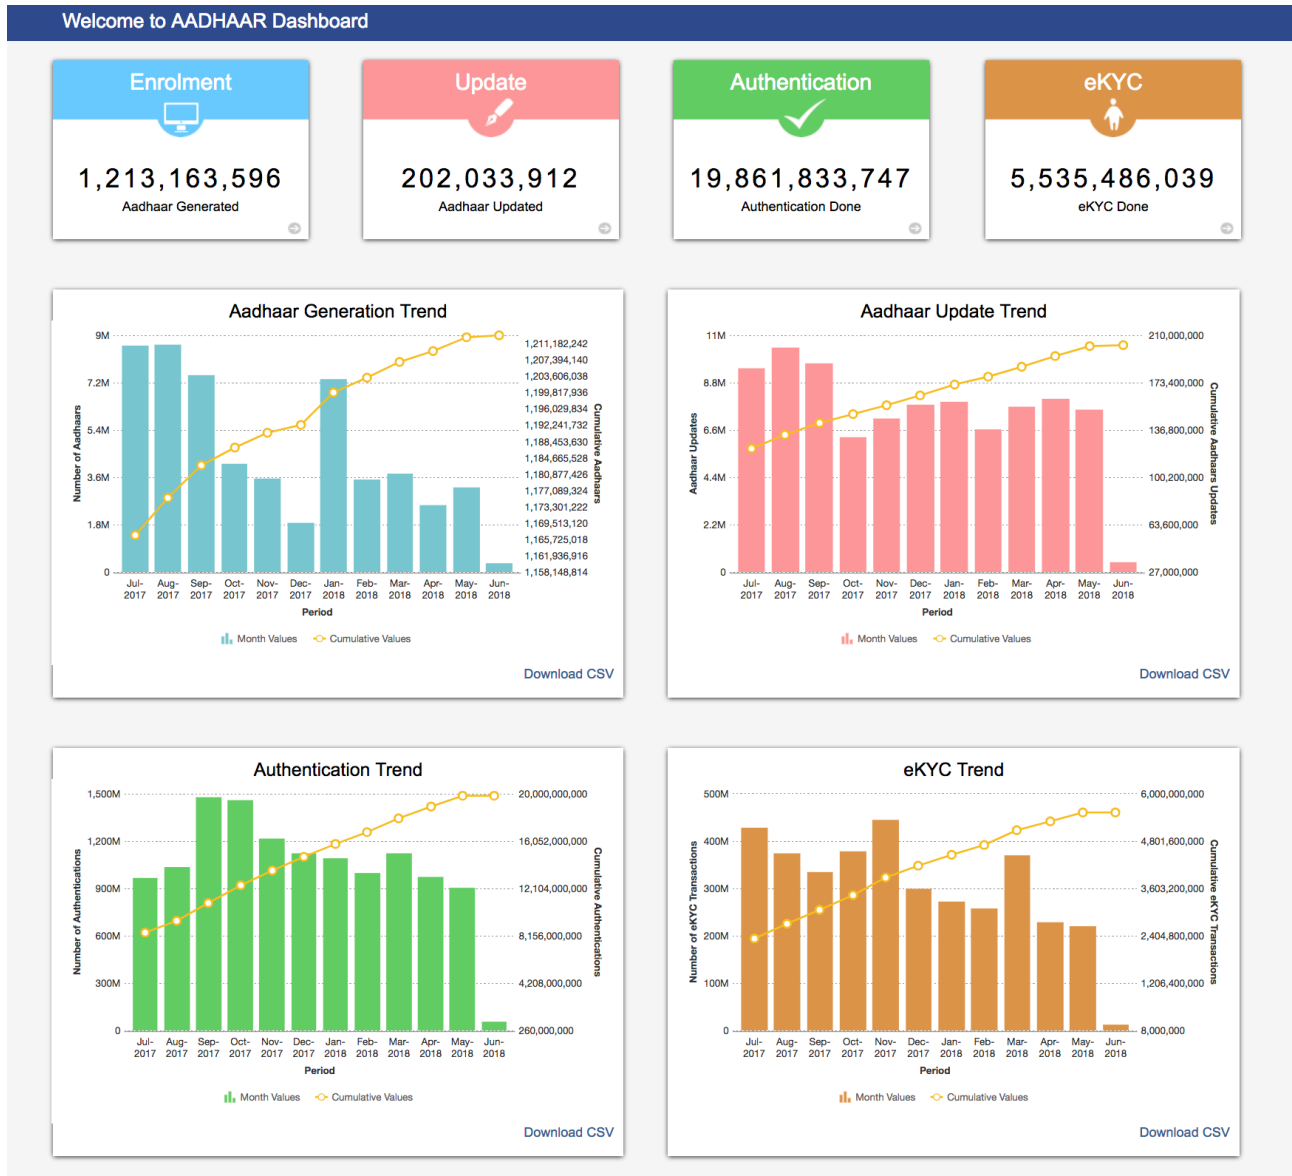 Welcome to AADHAAR Dashboard
Enrolment
1,213,163,596
Aadhaar Generated
Update
202,033,912
Aadhaar Updated
Authentication
19,861,833,747
Authentication Done
eKYC
5,535,486,039
eKYC Done
Aadhaar Generation Trend
Number of Aadhaars
9M
7.2M
5.4M
3.6M
1.8M
0
1,211,182,242
1,207,394,140
1,203,606,038
1,199,817,936
1,196,029,834
1,192,241,732
1,188,453,630
1,184,665,528
1,180,877,426
1,177,089,324
1,173,301,222
1,169,513,120
1,165,725,018
1,161,936,916
1,158,148,814
Cumulative Aadhaars
Jul- Aug- Sep- Oct- Nov- Dec- Jan- Feb- Mar- Apr- May- Jun-
2017 2017 2017 2017 2017 2017 2018 2018 2018 2018 2018 2018
Period
Month Values Cumulative Values
Download CSV
Aadhaar Update Trend
Aadhaar Updates
11M
8.8M
6.6M
4.4M
2.2M
0
210,000,000
173,400,000
136,800,000
100,200,000
63,600,000
27,000,000
Cumulative Aadhaars Updates
Jul- Aug- Sep- Oct- Nov- Dec- Jan- Feb- Mar- Apr- May- Jun-
2017 2017 2017 2017 2017 2017 2018 2018 2018 2018 2018 2018
Period
Month Values Cumulative Values
Download CSV
Authentication Trend
Number of Authentications
1,500M
1,200M
900M
600M
300M
0
20,000,000,000
16,052,000,000
12,104,000,000
8,156,000,000
4,208,000,000
260,000,000
Cumulative Authentications
Jul- Aug- Sep- Oct- Nov- Dec- Jan- Feb- Mar- Apr- May- Jun-
2017 2017 2017 2017 2017 2017 2018 2018 2018 2018 2018 2018
Period
Month Values Cumulative Values
Download CSV
eKYC Trend
Number of eKYC Transactions
500M
400M
300M
200M
100M
0
6,000,000,000
4,801,600,000
3,603,200,000
2,404,800,000
1,206,400,000
8,000,000
Cumulative eKYC Transactions
Jul- Aug- Sep- Oct- Nov- Dec- Jan- Feb- Mar- Apr- May- Jun-
2017 2017 2017 2017 2017 2017 2018 2018 2018 2018 2018 2018
Period
Month Values Cumulative Values
Download CSV